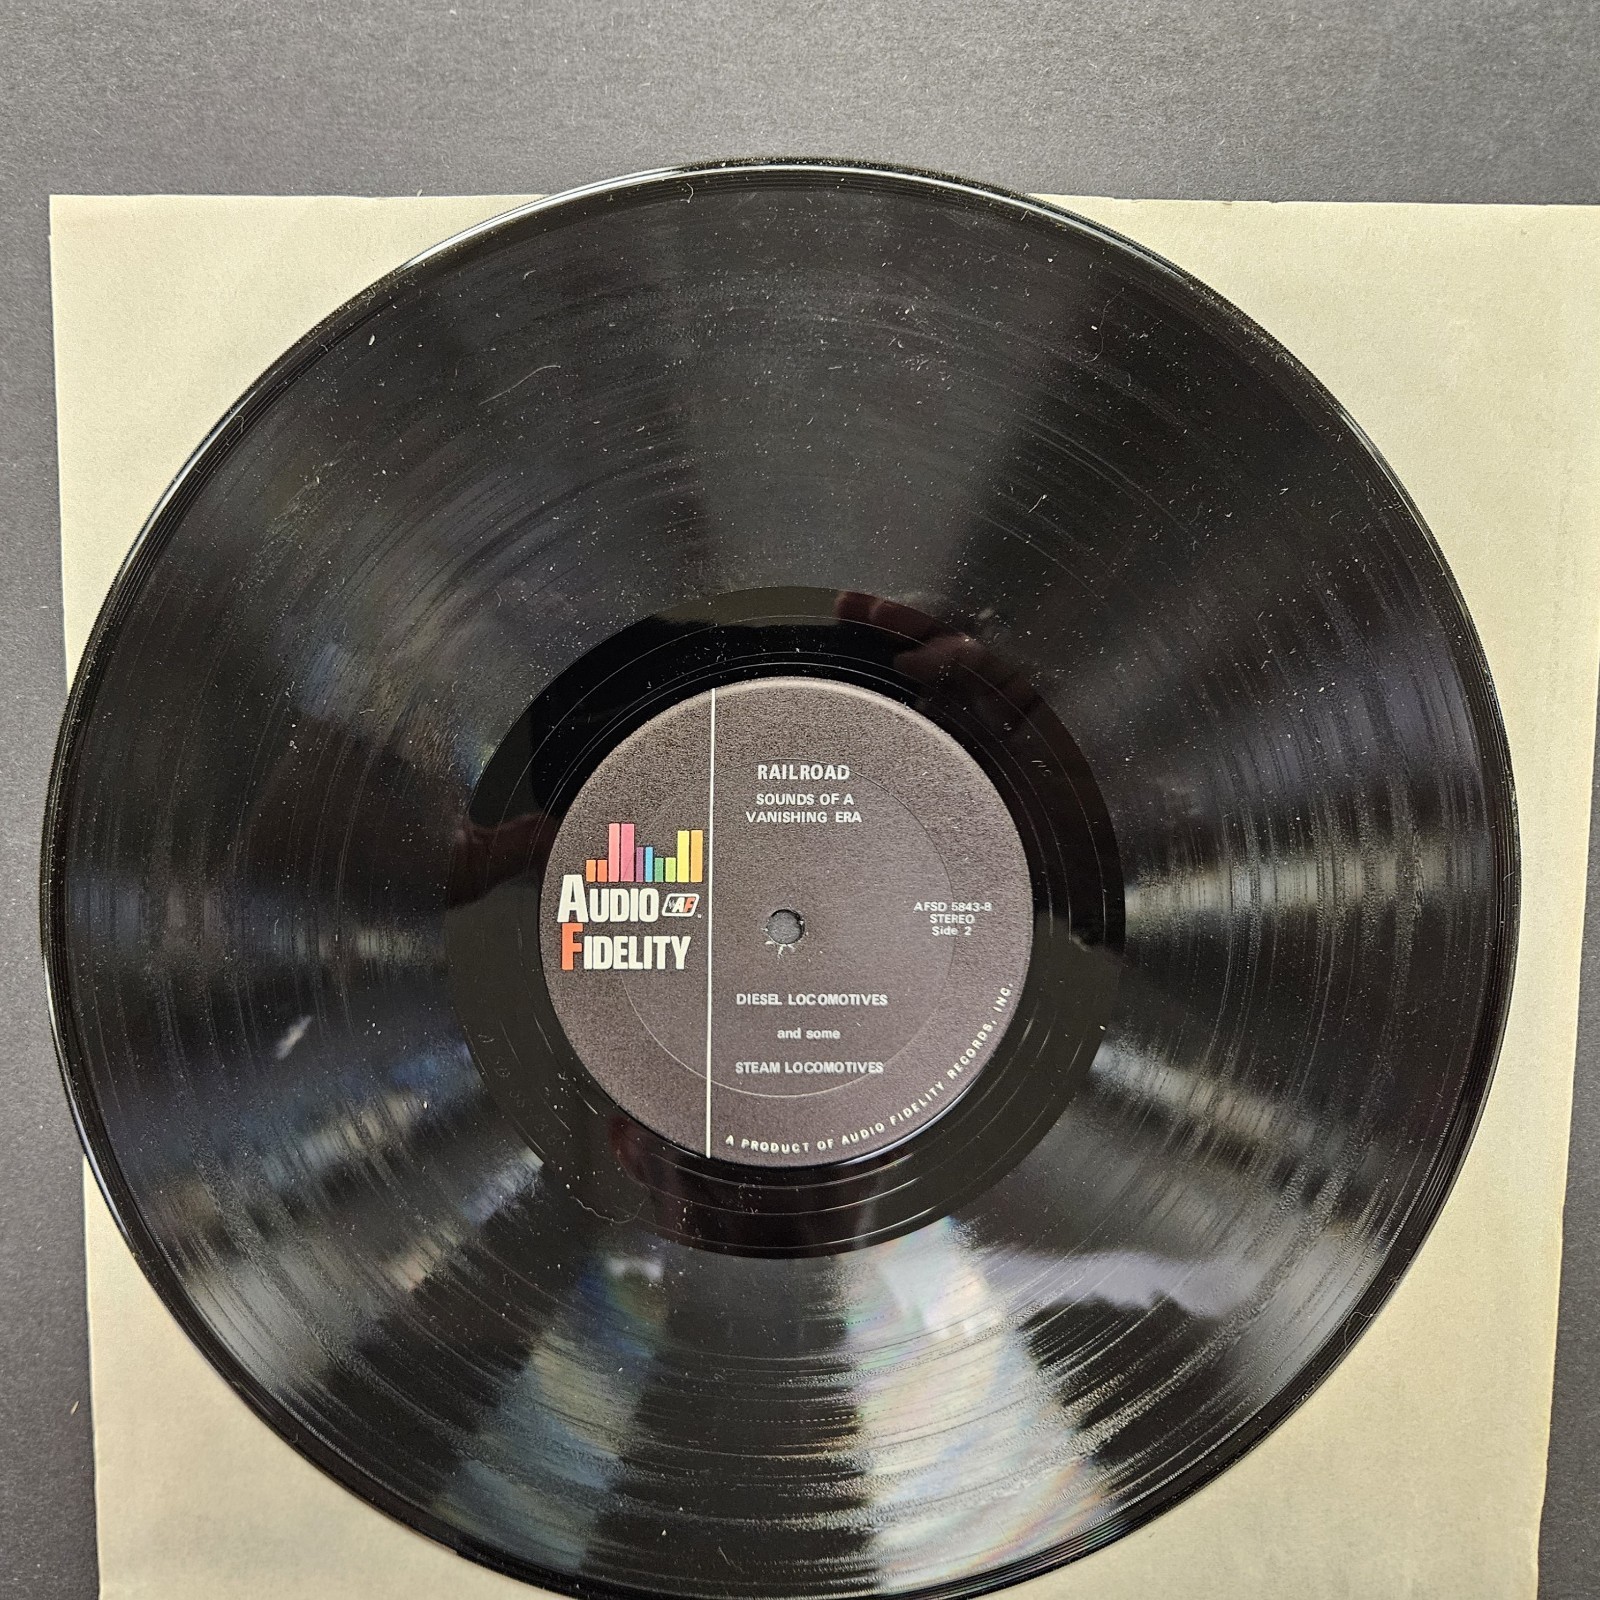 RAILROAD
SOUNDS OF A
VANISHING ERA
AUDIO AF
FIDELITY
AFSD 5843-B
STEREO
Side 2
DIESEL LOCOMOTIVES
and some
STEAM LOCOMOTIVES
A PRODUCT OF AUDIO FIDELITY RECORDS, INC.